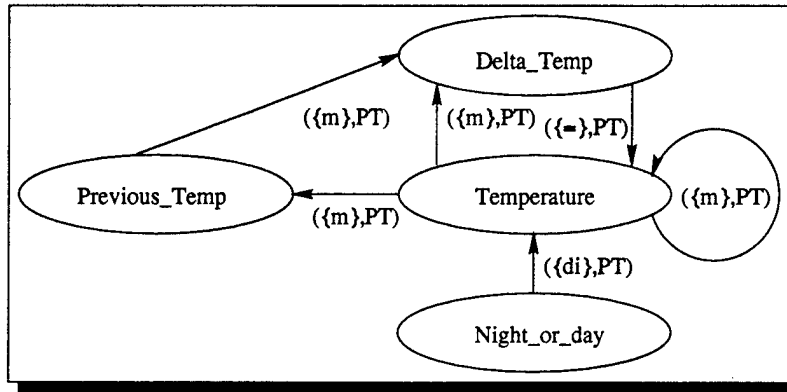 Delta_Temp
({m},PT)
({m},PT)
({=},PT)
Previous_Temp
Temperature
({m},PT)
({m},PT)
({di},PT)
Night_or_day